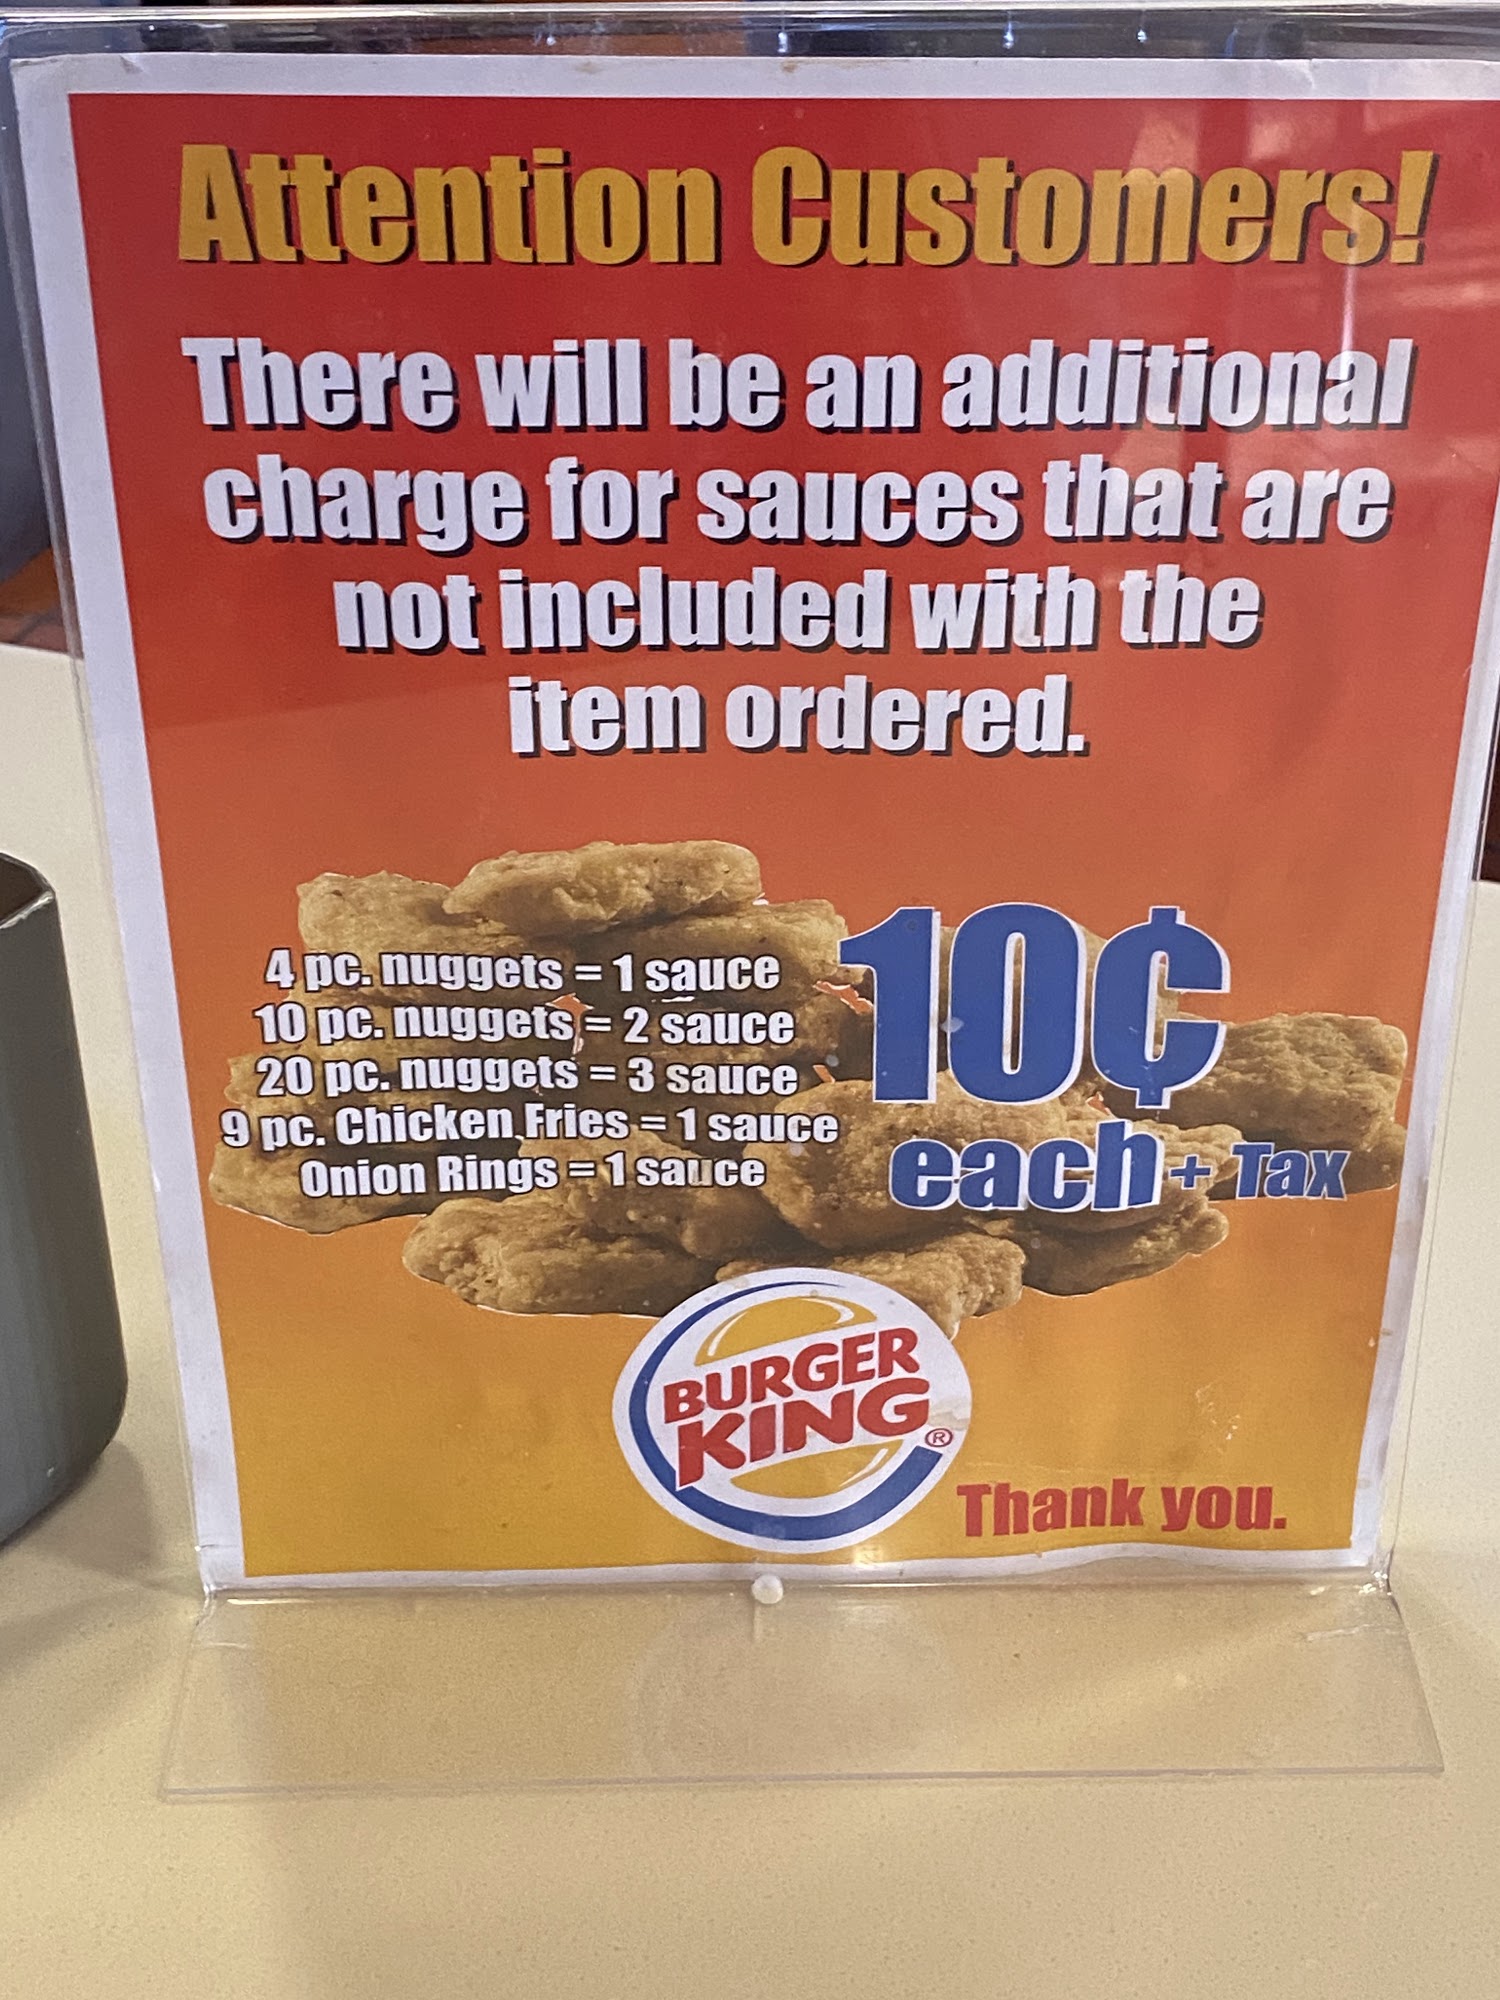 Attention Customers!
There will be an additional
charge for sauces that are
not included with the
item ordered.
4 pc. nuggets = 1 sauce
10 pc. nuggets = 2 sauce
20 pc. nuggets = 3 sauce
9 pc. Chicken Fries = 1 sauce
Onion Rings = 1 sauce
10¢
each + Tax
BURGER
KING®
Thank you.